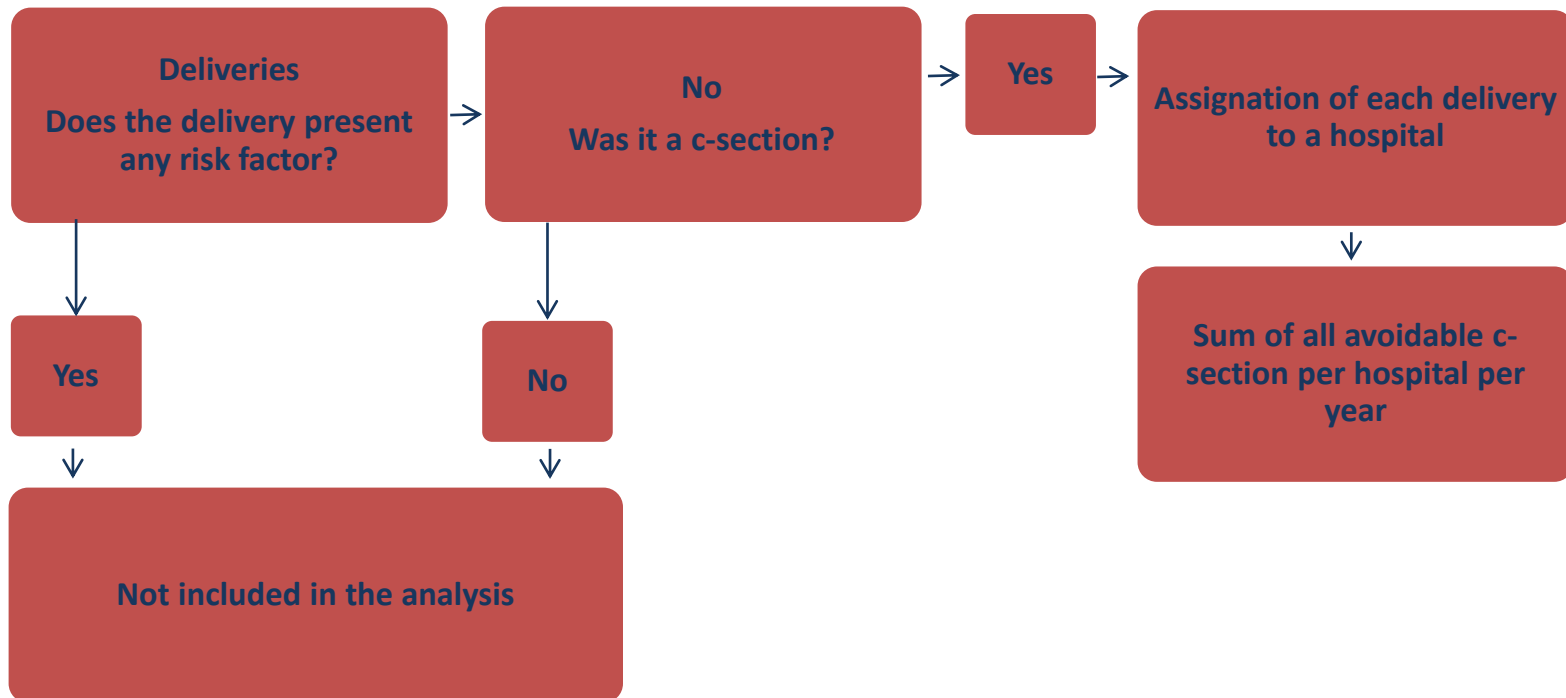 Deliveries
Does the delivery present
any risk factor?
No
Was it a c-section?
Yes
Assignation of each delivery
to a hospital
Yes
No
Sum of all avoidable c-
section per hospital per
year
Not included in the analysis